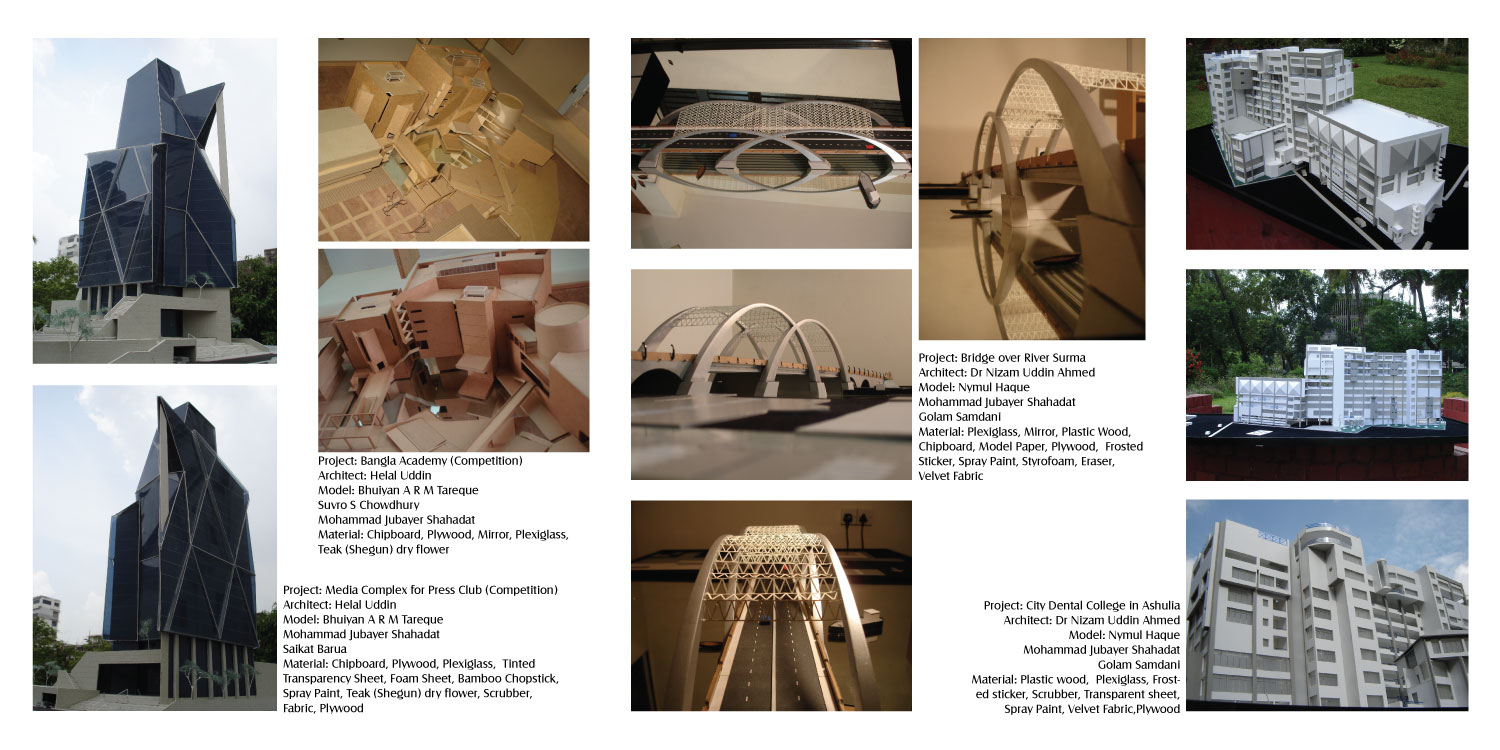 Project: Bangla Academy (Competition)
Architect: Helal Uddin
Model: Bhuiyan A R M Tareque
Suvro S Chowdhury
Mohammad Jubayer Shahadat
Material: Chipboard, Plywood, Mirror, Plexiglass,
Teak (Shegun) dry flower
Project: Media Complex for Press Club (Competition)
Architect: Helal Uddin
Model: Bhuiyan A R M Tareque
Mohammad Jubayer Shahadat
Saikat Barua
Material: Chipboard, Plywood, Plexiglass, Tinted
Transparency Sheet, Foam Sheet, Bamboo Chopstick,
Spray Paint, Teak (Shegun) dry flower, Scrubber,
Fabric, Plywood
Project: Bridge over River Surma
Architect: Dr Nizam Uddin Ahmed
Model: Nymul Haque
Mohammad Jubayer Shahadat
Golam Samdani
Material: Plexiglass, Mirror, Plastic Wood,
Chipboard, Model Paper, Plywood, Frosted
Sticker, Spray Paint, Styrofoam, Eraser,
Velvet Fabric
Project: City Dental College in Ashulia
Architect: Dr Nizam Uddin Ahmed
Model: Nymul Haque
Mohammad Jubayer Shahadat
Golam Samdani
Material: Plastic wood, Plexiglass, Frost-
ed sticker, Scrubber, Transparent sheet,
Spray Paint, Velvet Fabric,Plywood